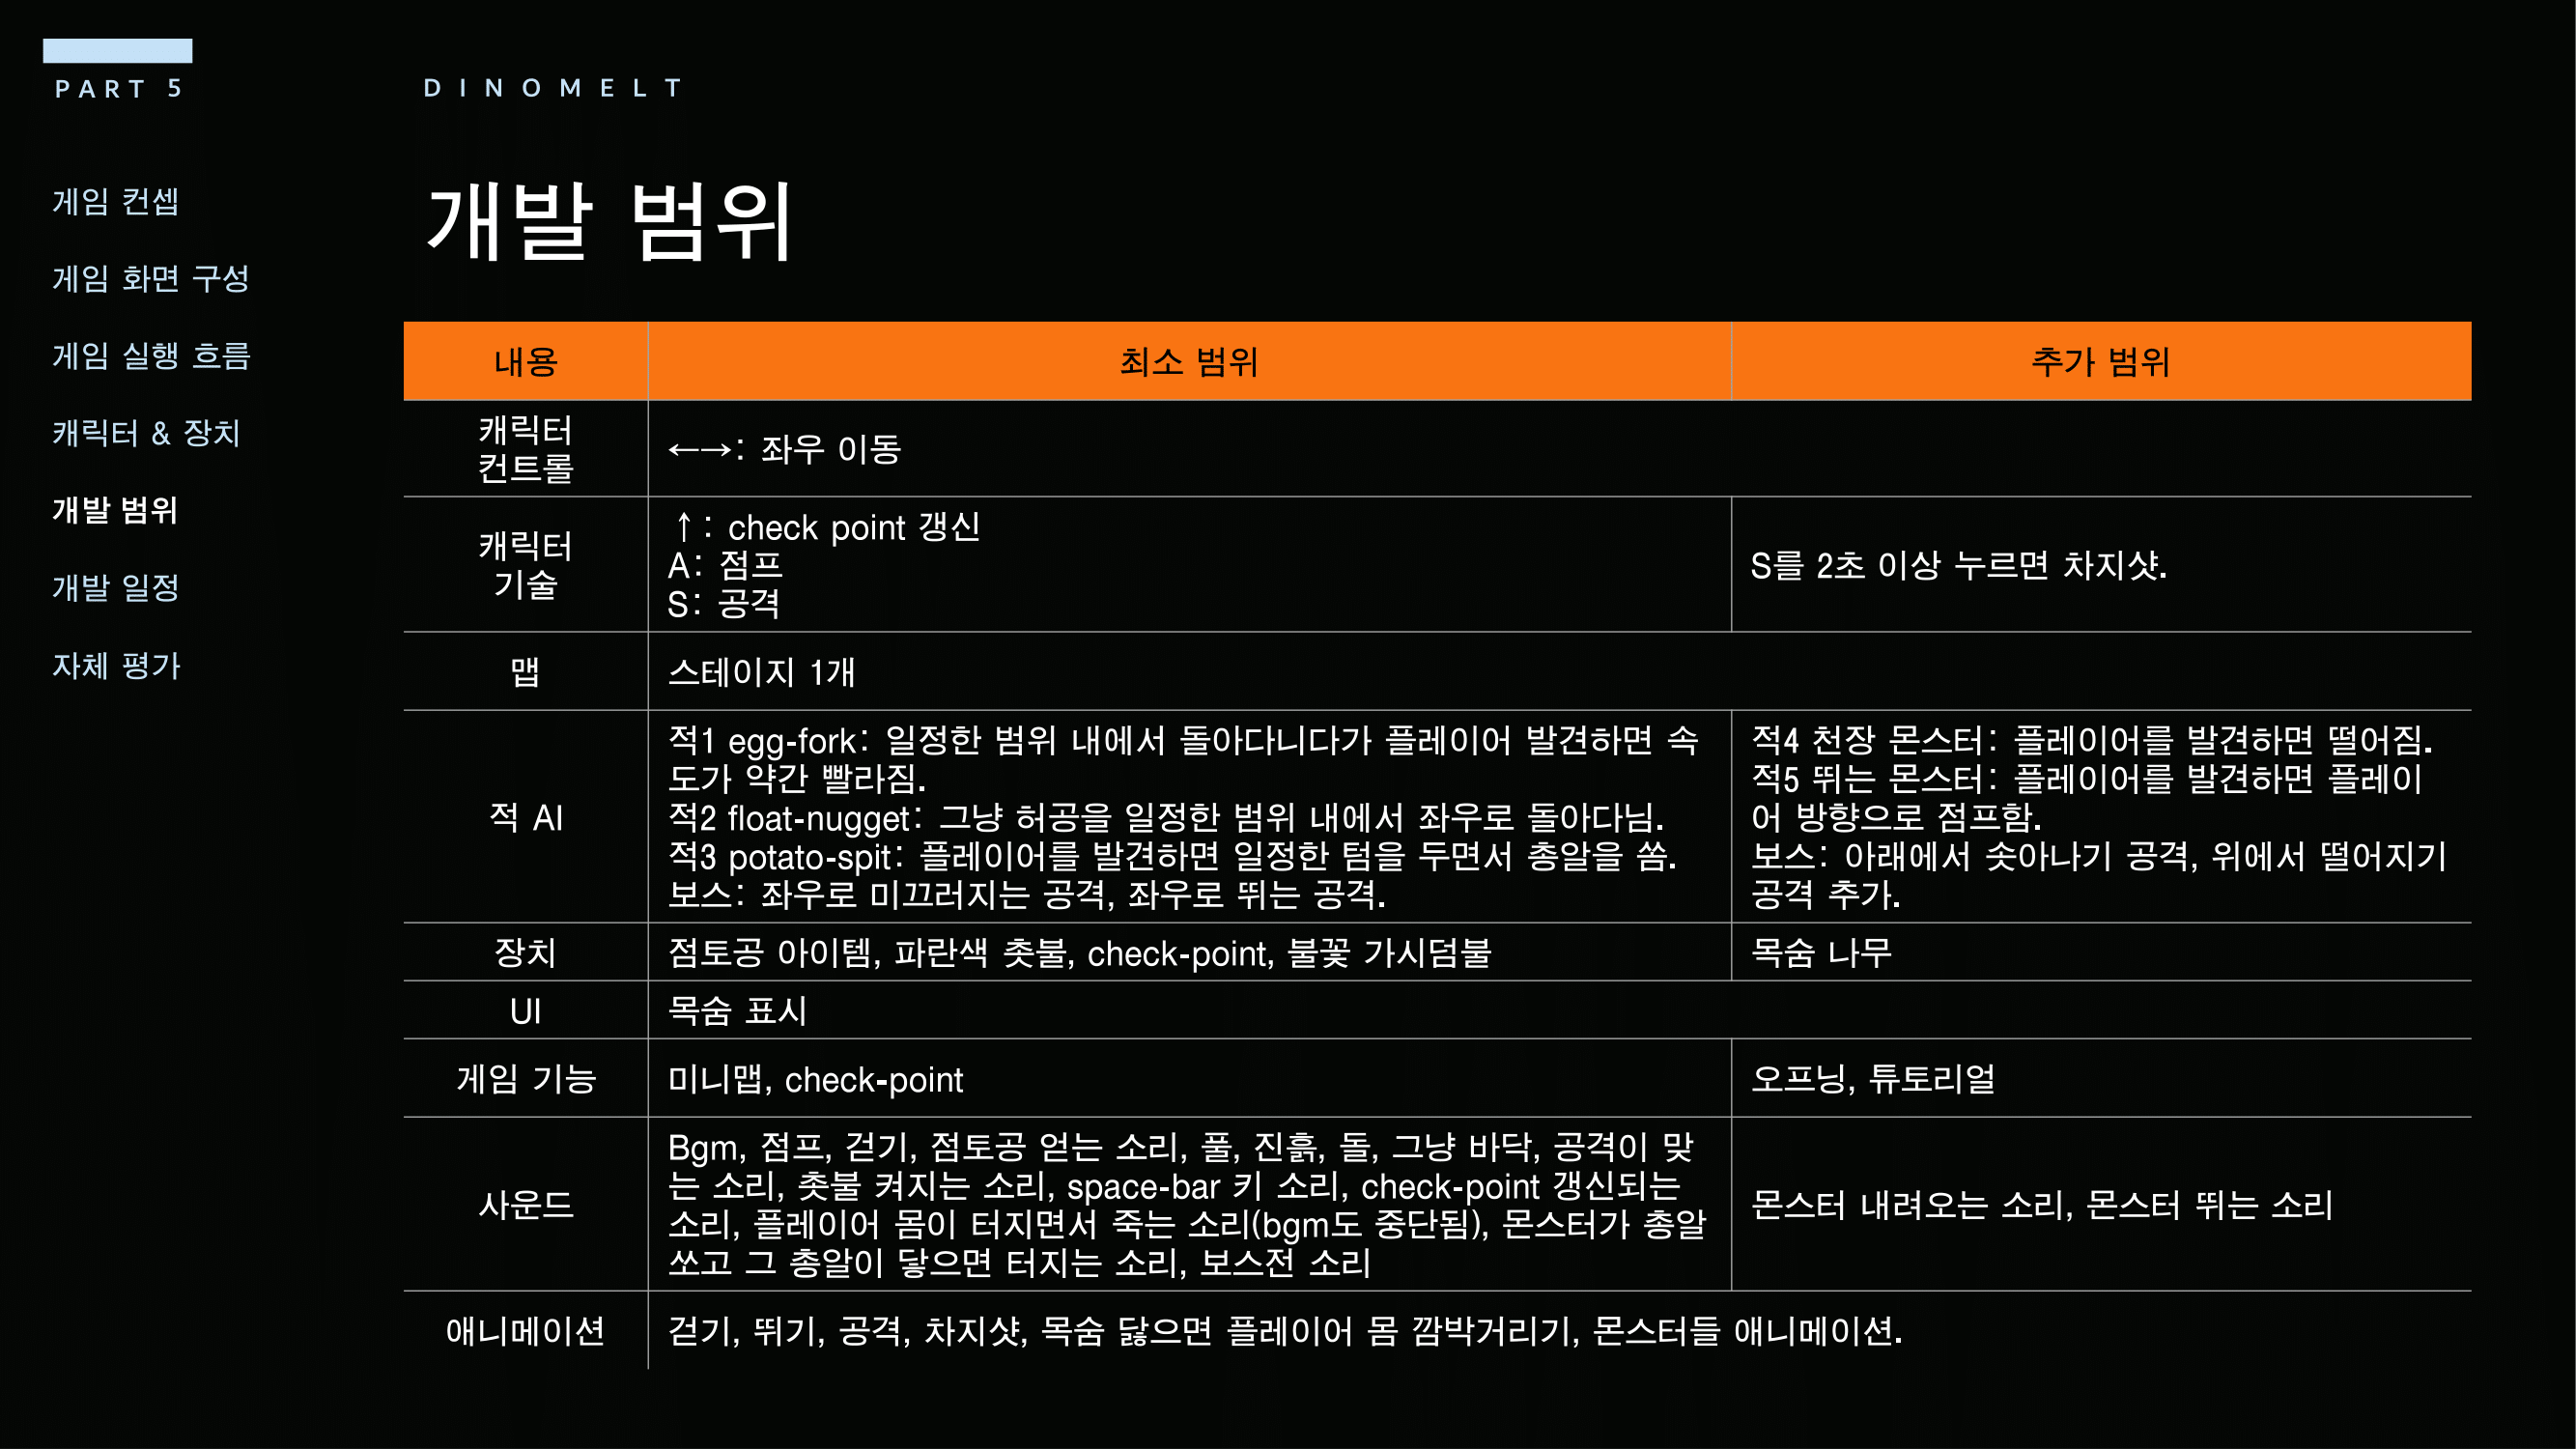 PART 5
DINOMELT
게임 컨셉
게임 화면 구성
게임 실행 흐름
캐릭터 & 장치
개발 범위
개발 일정
자체 평가
개발 범위
내용
최소 범위
추가 범위
캐릭터
컨트롤
←→: 좌우 이동
캐릭터
기술
↑: check point 갱신
A: 점프
S: 공격
S를 2초 이상 누르면 차지샷.
맵
스테이지 1개
적 AI
적1 egg-fork: 일정한 범위 내에서 돌아다니다가 플레이어 발견하면 속
도가 약간 빨라짐.
적2 float-nugget: 그냥 허공을 일정한 범위 내에서 좌우로 돌아다님.
적3 potato-spit: 플레이어를 발견하면 일정한 텀을 두면서 총알을 쏨.
보스: 좌우로 미끄러지는 공격, 좌우로 뛰는 공격.
적4 천장 몬스터: 플레이어를 발견하면 떨어짐.
적5 뛰는 몬스터: 플레이어를 발견하면 플레이
어 방향으로 점프함.
보스: 아래에서 솟아나기 공격, 위에서 떨어지기
공격 추가.
장치
점토공 아이템, 파란색 촛불, check-point, 불꽃 가시덤불
목숨 나무
UI
목숨 표시
게임 기능
미니맵, check-point
오프닝, 튜토리얼
사운드
Bgm, 점프, 걷기, 점토공 얻는 소리, 풀, 진흙, 돌, 그냥 바닥, 공격이 맞
는 소리, 촛불 켜지는 소리, space-bar 키 소리, check-point 갱신되는
소리, 플레이어 몸이 터지면서 죽는 소리(bgm도 중단됨), 몬스터가 총알
쏘고 그 총알이 닿으면 터지는 소리, 보스전 소리
몬스터 내려오는 소리, 몬스터 뛰는 소리
애니메이션
걷기, 뛰기, 공격, 차지샷, 목숨 닳으면 플레이어 몸 깜박거리기, 몬스터들 애니메이션.